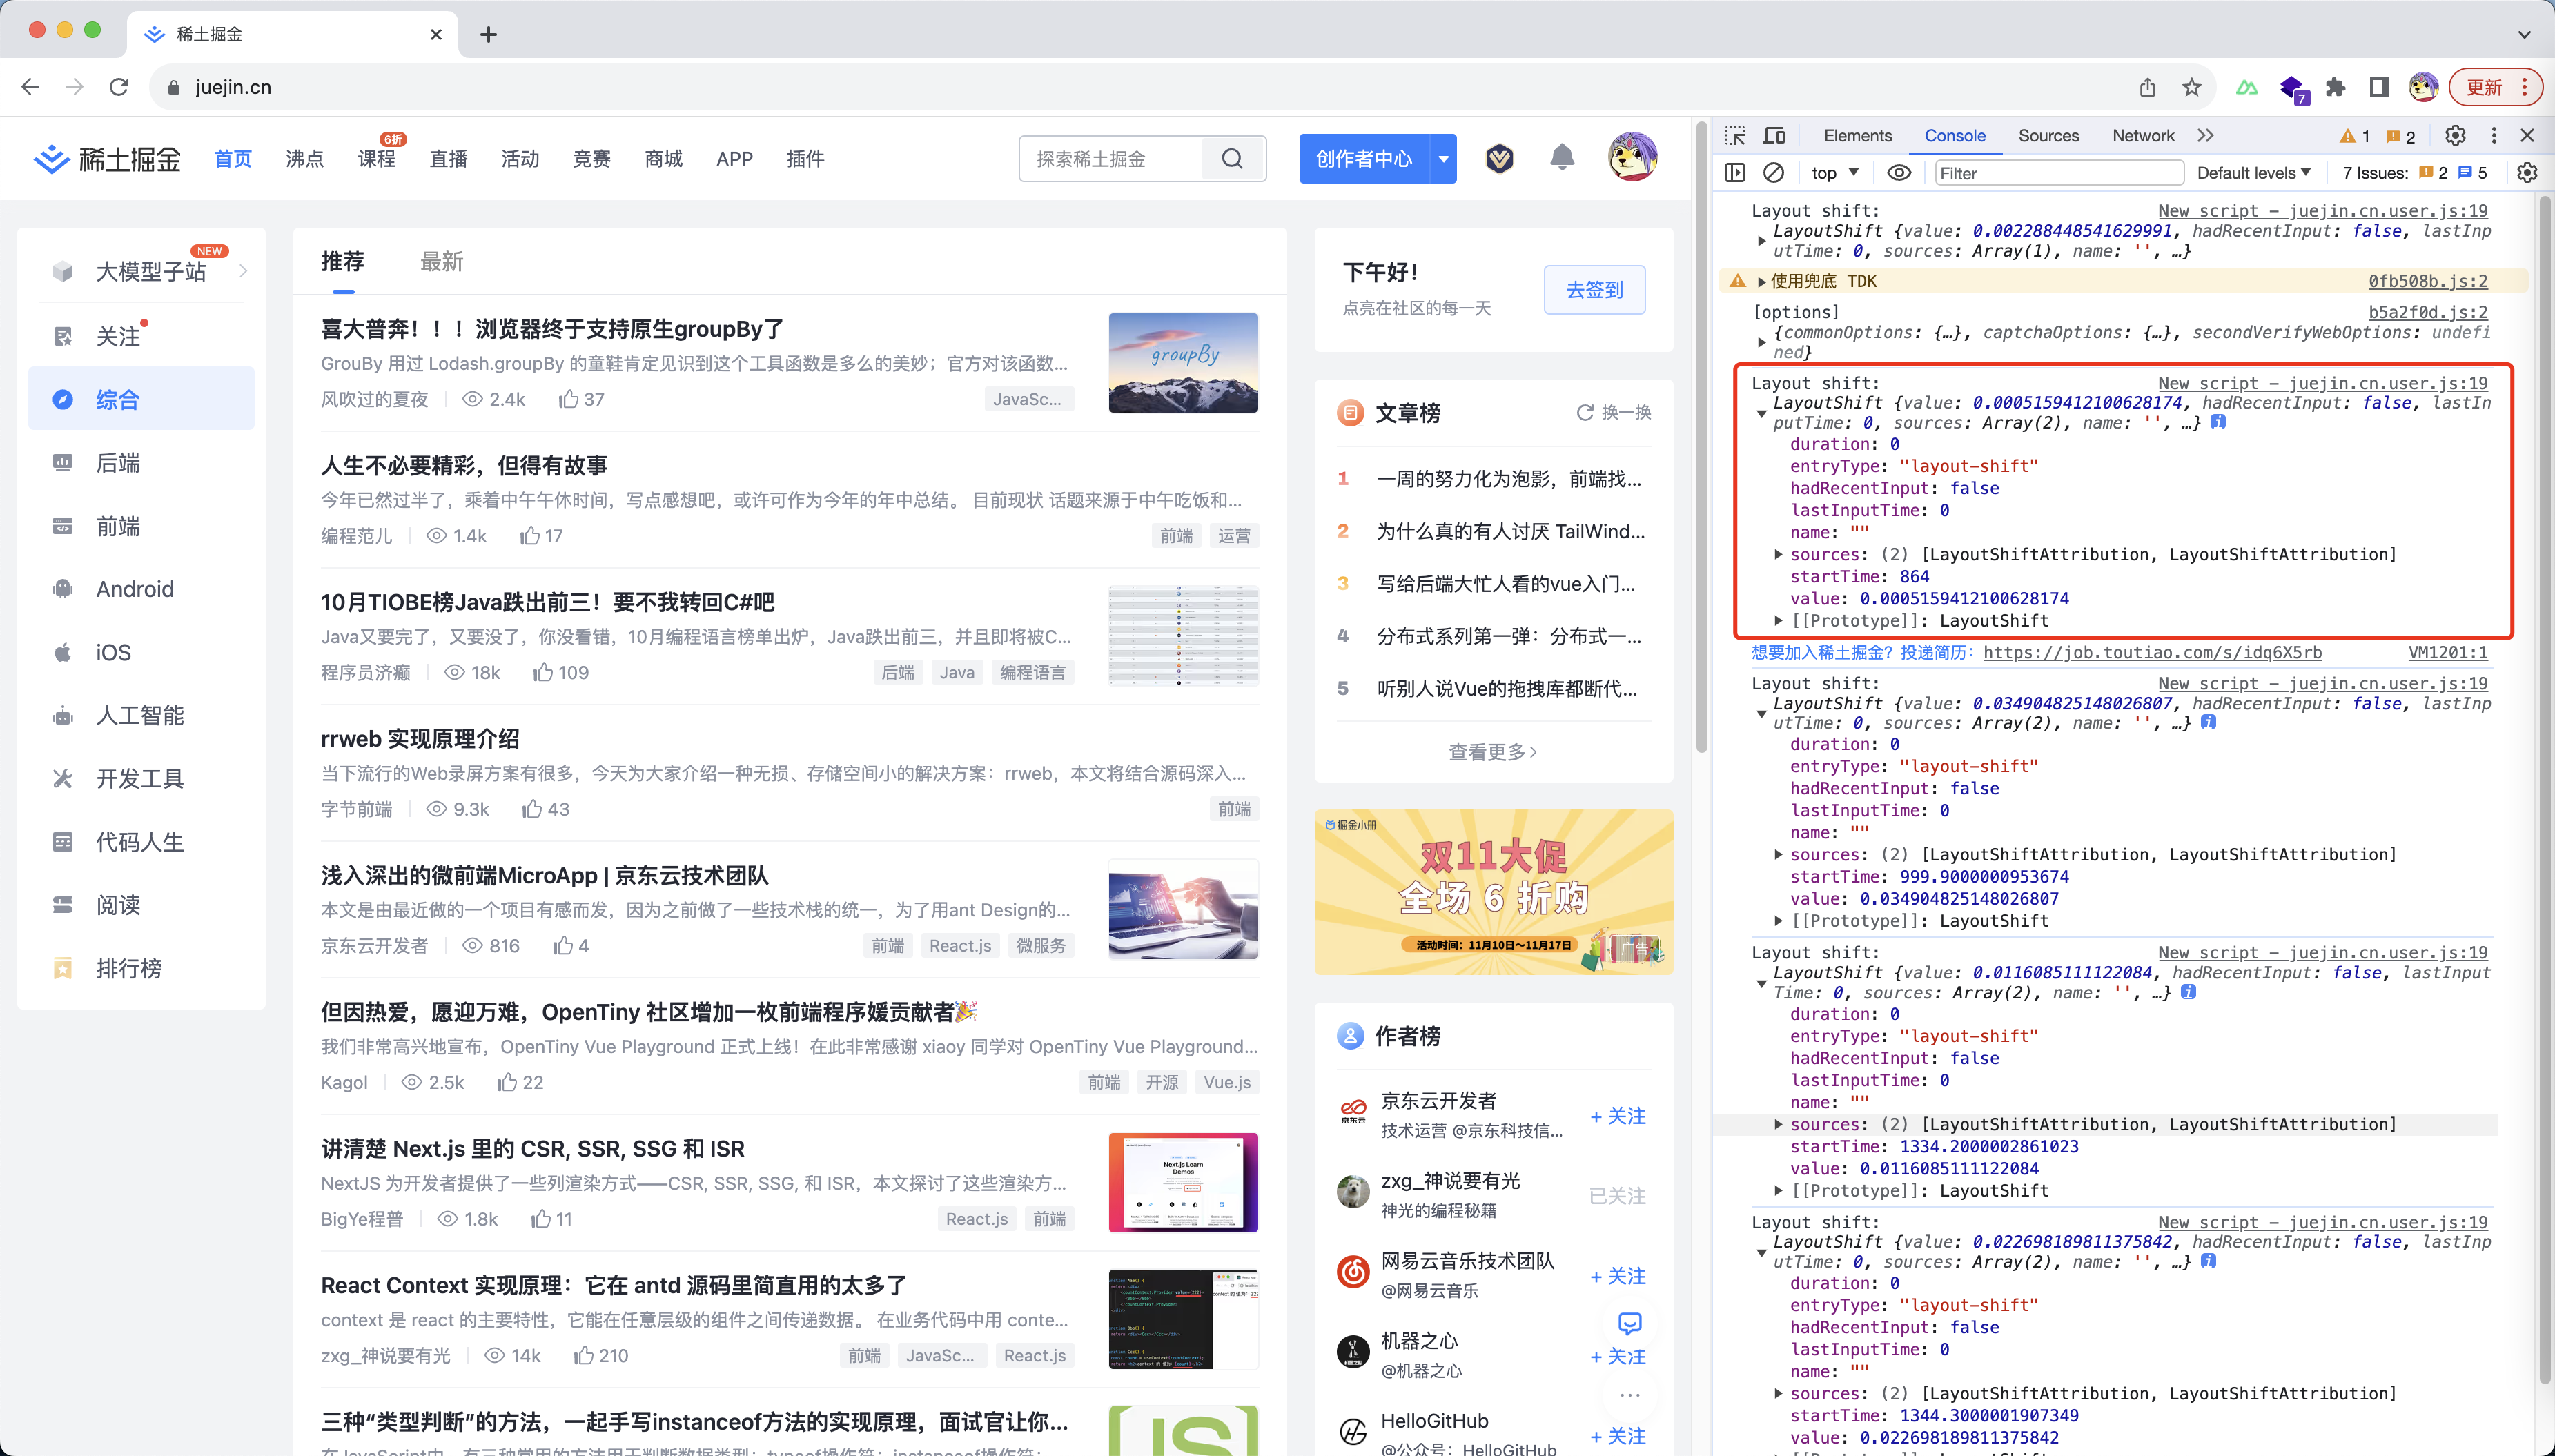 稀土掘金
juejin.cn
7
更新
稀土掘金
首页
沸点
课程
6折
直播
活动
竞赛
商城
APP
插件
探索稀土掘金
创作者中心
大模型子站
NEW
关注
综合
后端
前端
Android
iOS
人工智能
开发工具
代码人生
阅读
排行榜
推荐
最新
喜大普奔！！！浏览器终于支持原生groupBy了
GrouBy 用过 Lodash.groupBy 的童鞋肯定见识到这个工具函数是多么的美妙；官方对该函数...
风吹过的夏夜 2.4k 37 JavaSc...
groupBy
人生不必要精彩，但得有故事
今年已然过半了，乘着中午午休时间，写点感想吧，或许可作为今年的年中总结。 目前现状 话题来源于中午吃饭和...
编程范儿 1.4k 17 前端 运营
10月TIOBE榜Java跌出前三！要不我转回C#吧
Java又要完了，又要没了，你没看错，10月编程语言榜单出炉，Java跌出前三，并且即将被C...
程序员济癫 18k 109 后端 Java 编程语言
rrweb 实现原理介绍
当下流行的Web录屏方案有很多，今天为大家介绍一种无损、存储空间小的解决方案：rrweb，本文将结合源码深入...
字节前端 9.3k 43 前端
浅入深出的微前端MicroApp | 京东云技术团队
本文是由最近做的一个项目有感而发，因为之前做了一些技术栈的统一，为了用ant Design的...
京东云开发者 816 4 前端 React.js 微服务
但因热爱，愿迎万难，OpenTiny 社区增加一枚前端程序媛贡献者🎉
我们非常高兴地宣布，OpenTiny Vue Playground 正式上线！在此非常感谢 xiaoy 同学对 OpenTiny Vue Playground...
Kagol 2.5k 22 前端 开源 Vue.js
讲清楚 Next.js 里的 CSR, SSR, SSG 和 ISR
NextJS 为开发者提供了一些列渲染方式——CSR, SSR, SSG, 和 ISR，本文探讨了这些渲染方...
BigYe程普 1.8k 11 React.js 前端
Next.js Learn
Demos
React Context 实现原理：它在 antd 源码里简直用的太多了
context 是 react 的主要特性，它能在任意层级的组件之间传递数据。 在业务代码中用 conte...
zxg_神说要有光 14k 210 前端 JavaSc... React.js
三种“类型判断”的方法，一起手写instanceof方法的实现原理，面试官让你...
JS
下午好！
点亮在社区的每一天
去签到
文章榜
换一换
1 一周的努力化为泡影，前端找...
2 为什么真的有人讨厌 TailWind...
3 写给后端大忙人看的vue入门...
4 分布式系列第一弹：分布式一...
5 听别人说Vue的拖拽库都断代...
查看更多
掘金小册
双11大促
全场 6 折购
活动时间：11月10日～11月17日
广告
作者榜
京东云
京东云开发者
技术运营 @京东科技信...
+ 关注
zxg_神说要有光
神光的编程秘籍
已关注
网易云音乐技术团队
@网易云音乐
+ 关注
机器之心
@机器之心
+ 关注
HelloGitHub
@公众号：HelloGitHub
+ 关注
Elements Console Sources Network 1 2
top Filter Default levels 7 Issues: 2 5
Layout shift: New script – juejin.cn.user.js:19
LayoutShift {value: 0.002288448541629991, hadRecentInput: false, lastInp
utTime: 0, sources: Array(1), name: '', …}
使用兜底 TDK 0fb508b.js:2
[options] b5a2f0d.js:2
{commonOptions: {…}, captchaOptions: {…}, secondVerifyWebOptions: undefi
ned}
Layout shift: New script – juejin.cn.user.js:19
LayoutShift {value: 0.0005159412100628174, hadRecentInput: false, lastIn
putTime: 0, sources: Array(2), name: '', …}
duration: 0
entryType: "layout-shift"
hadRecentInput: false
lastInputTime: 0
name: ""
sources: (2) [LayoutShiftAttribution, LayoutShiftAttribution]
startTime: 864
value: 0.0005159412100628174
[[Prototype]]: LayoutShift
想要加入稀土掘金？投递简历：https://job.toutiao.com/s/idq6X5rb VM1201:1
Layout shift: New script – juejin.cn.user.js:19
LayoutShift {value: 0.034904825148026807, hadRecentInput: false, lastInp
utTime: 0, sources: Array(2), name: '', …}
duration: 0
entryType: "layout-shift"
hadRecentInput: false
lastInputTime: 0
name: ""
sources: (2) [LayoutShiftAttribution, LayoutShiftAttribution]
startTime: 999.9000000953674
value: 0.034904825148026807
[[Prototype]]: LayoutShift
Layout shift: New script – juejin.cn.user.js:19
LayoutShift {value: 0.0116085111122084, hadRecentInput: false, lastInput
Time: 0, sources: Array(2), name: '', …}
duration: 0
entryType: "layout-shift"
hadRecentInput: false
lastInputTime: 0
name: ""
sources: (2) [LayoutShiftAttribution, LayoutShiftAttribution]
startTime: 1334.2000002861023
value: 0.0116085111122084
[[Prototype]]: LayoutShift
Layout shift: New script – juejin.cn.user.js:19
LayoutShift {value: 0.022698189811375842, hadRecentInput: false, lastInp
utTime: 0, sources: Array(2), name: '', …}
duration: 0
entryType: "layout-shift"
hadRecentInput: false
lastInputTime: 0
name: ""
sources: (2) [LayoutShiftAttribution, LayoutShiftAttribution]
startTime: 1344.3000001907349
value: 0.022698189811375842